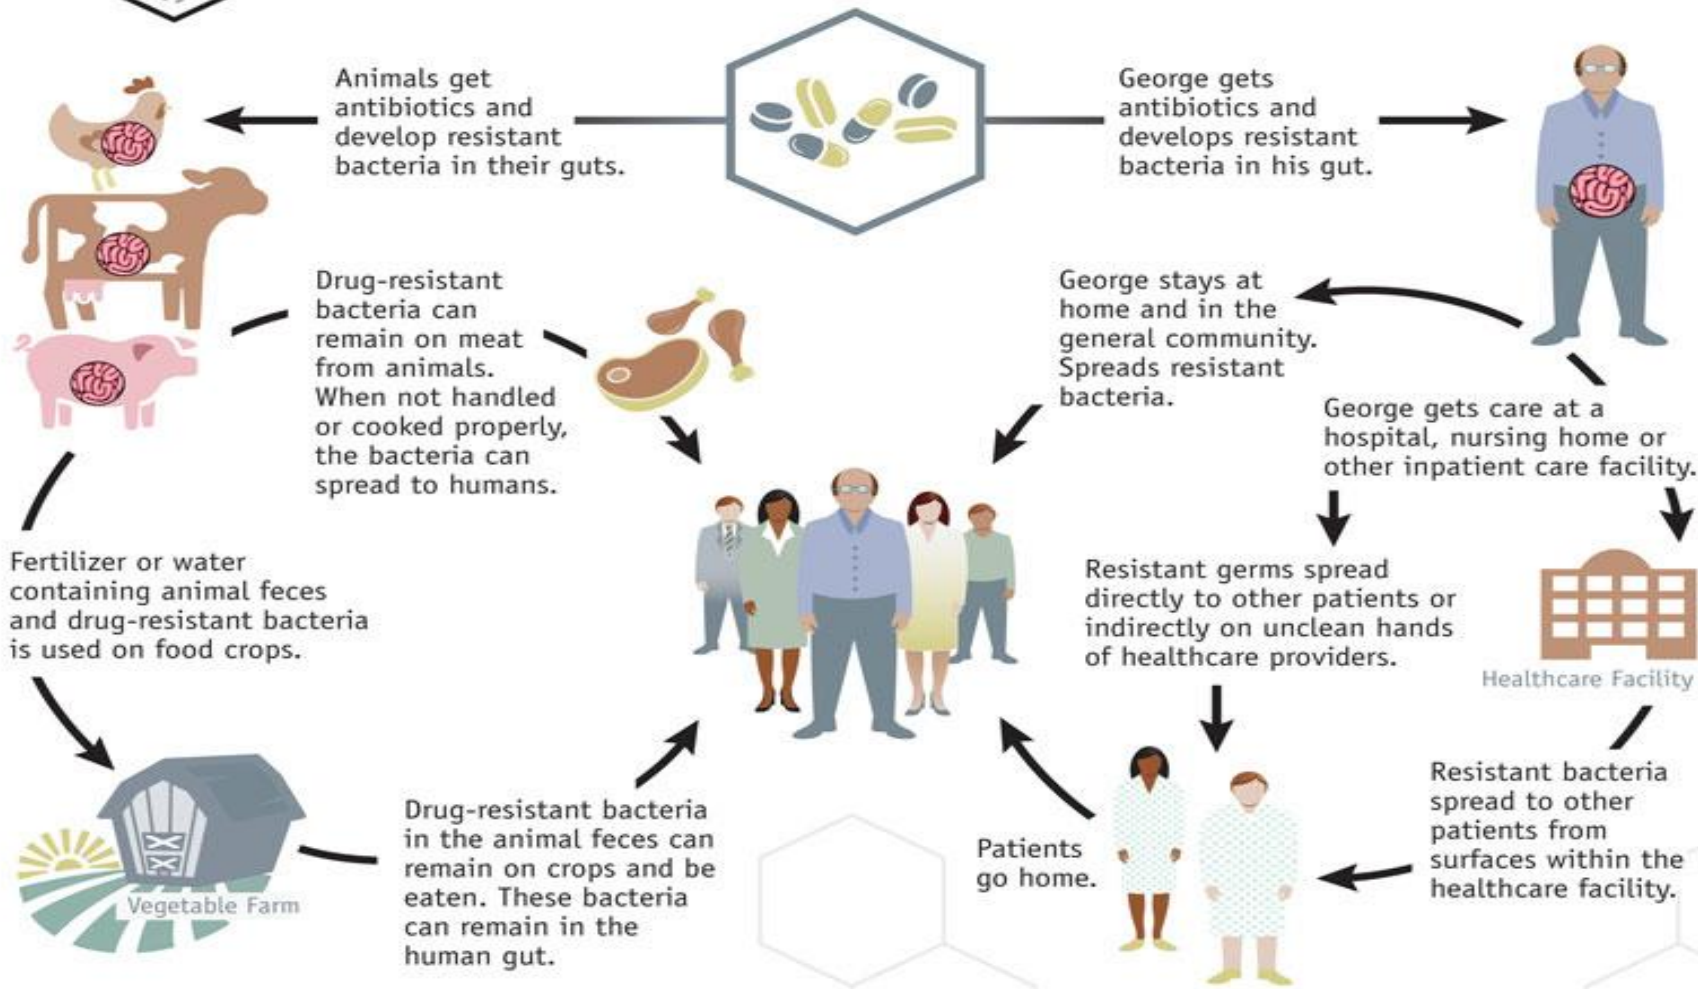 Animals get
antibiotics and
develop resistant
bacteria in their guts.
George gets
antibiotics and
develops resistant
bacteria in his gut.
Drug-resistant
bacteria can
remain on meat
from animals.
When not handled
or cooked properly,
the bacteria can
spread to humans.
George stays at
home and in the
general community.
Spreads resistant
bacteria.
George gets care at a
hospital, nursing home or
other inpatient care facility.
Fertilizer or water
containing animal feces
and drug-resistant bacteria
is used on food crops.
Resistant germs spread
directly to other patients or
indirectly on unclean hands
of healthcare providers.
Healthcare Facility
Vegetable Farm
Drug-resistant bacteria
in the animal feces can
remain on crops and be
eaten. These bacteria
can remain in the
human gut.
Patients
go home.
Resistant bacteria
spread to other
patients from
surfaces within the
healthcare facility.